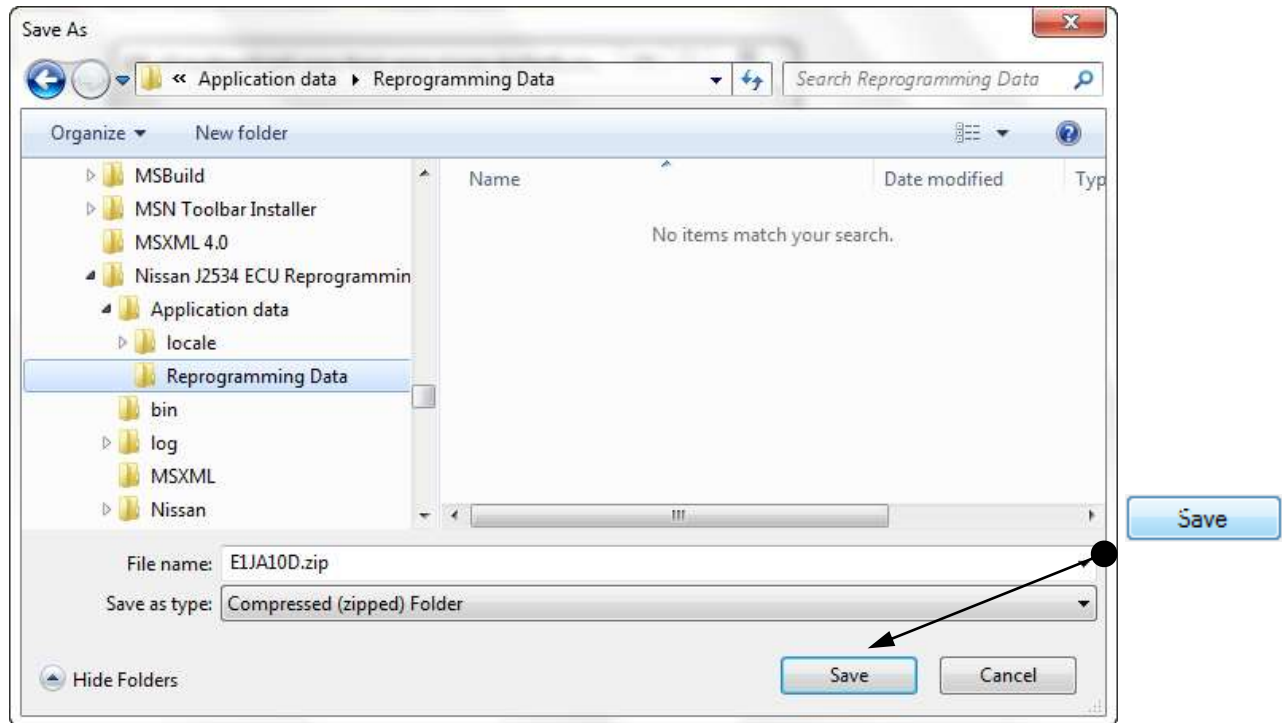 Save As
« Application data ▸ Reprogramming Data
Search Reprogramming Data
Organize
New folder
MSBuild
MSN Toolbar Installer
MSXML 4.0
Nissan J2534 ECU Reprogrammin
Application data
locale
Reprogramming Data
bin
log
MSXML
Nissan
Name
Date modified
Typ
No items match your search.
Save
File name: E1JA10D.zip
Save as type: Compressed (zipped) Folder
Hide Folders
Save
Cancel